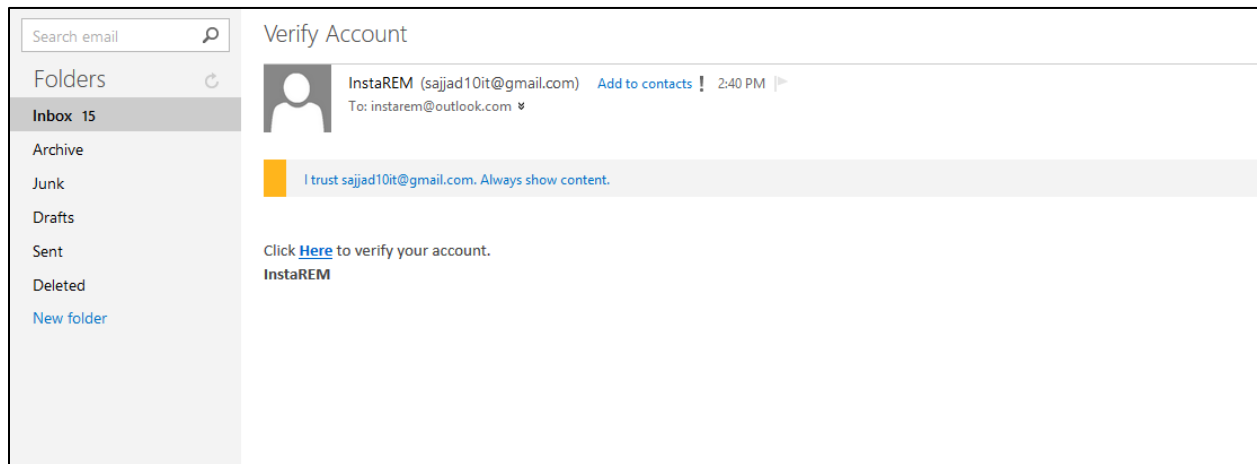 Search email
Folders
Inbox 15
Archive
Junk
Drafts
Sent
Deleted
New folder
Verify Account
InstaREM (sajjad10it@gmail.com) Add to contacts ! 2:40 PM
To: instarem@outlook.com
I trust sajjad10it@gmail.com. Always show content.
Click Here to verify your account.
InstaREM